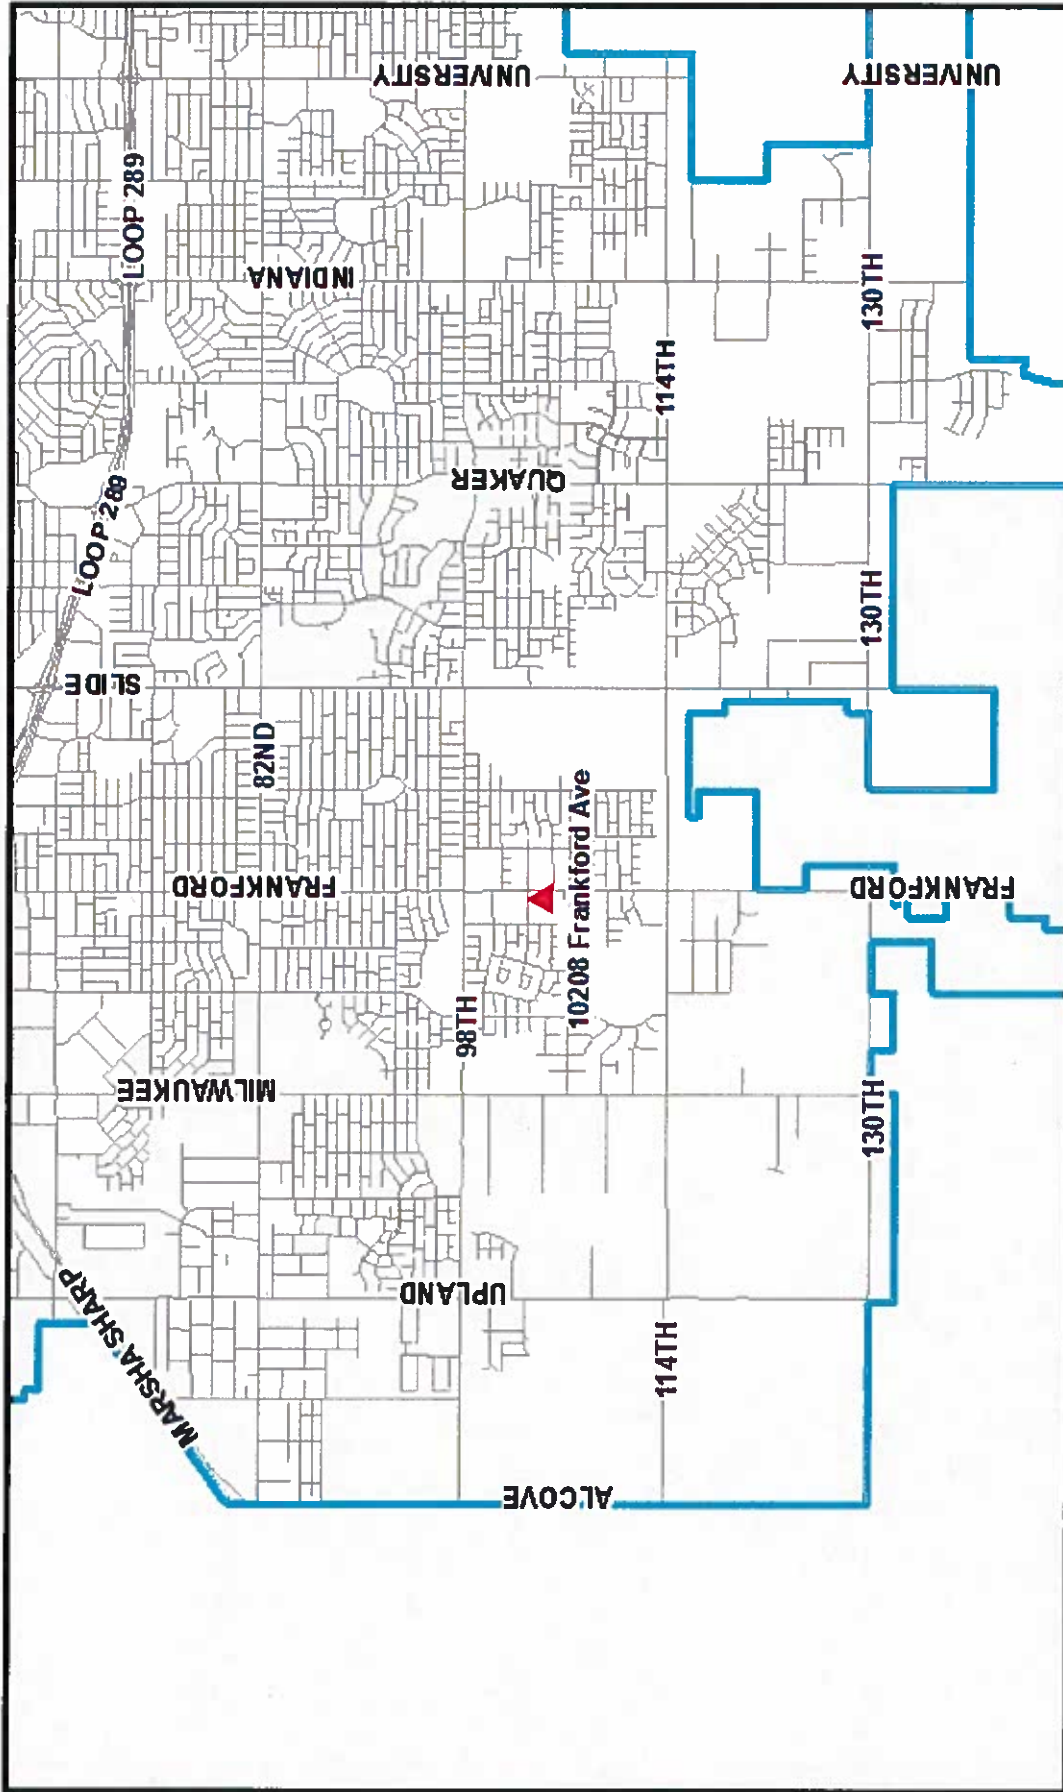 UNIVERSITY
UNIVERSITY
LOOP 289
INDIANA
130TH
114TH
QUAKER
LOOP 289
130TH
SLIDE
82ND
10208 Frankford Ave
FRANKFORD
FRANKFORD
98TH
MILWAUKEE
130TH
UPLAND
MARSHA SHARP
114TH
ALCOVE